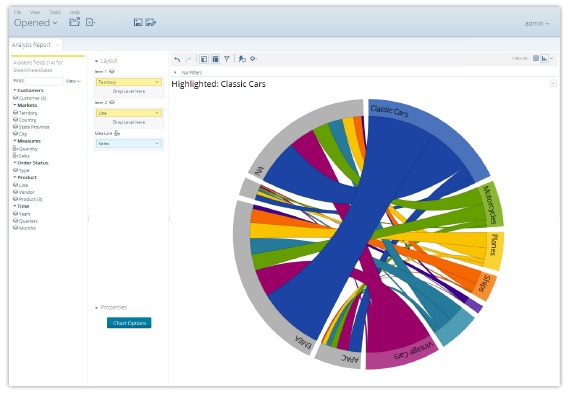 File View Tools Help
Opened
admin
Analysis Report
Available fields (14) for:
SteelWheelsSales
Find:
View
Customers
Customer (6)
Markets
Territory
Country
State Province
City
Measures
Quantity
Sales
Order Status
Type
Product
Line
Vendor
Product (6)
Time
Years
Quarters
Months
Layout
Item 1
Territory
Drop Level Here
Item 2
Line
Drop Level Here
Measure
Sales
Properties
Chart Options
View As:
No Filters
Highlighted: Classic Cars
Classic Cars
Motorcycles
Planes
Ships
Vintage Cars
APAC
EMEA
NA